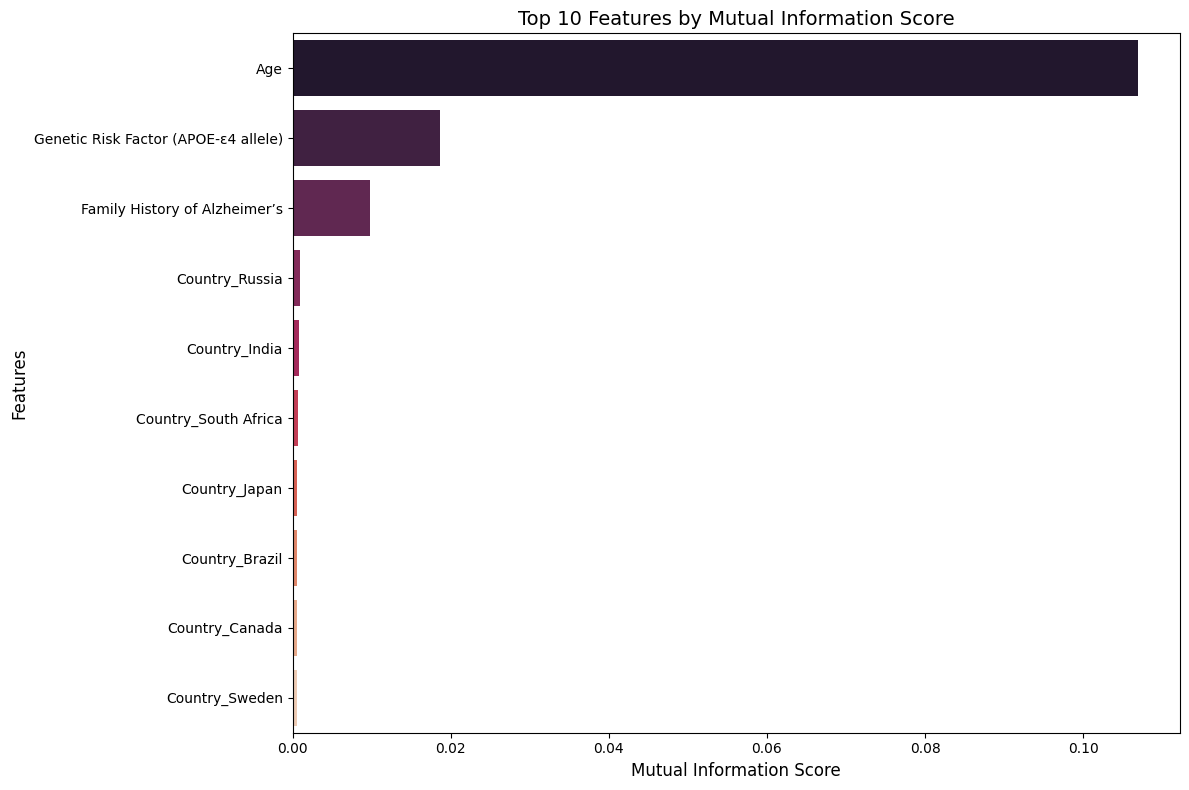 Top 10 Features by Mutual Information Score
Features
Age
Genetic Risk Factor (APOE-ε4 allele)
Family History of Alzheimer’s
Country_Russia
Country_India
Country_South Africa
Country_Japan
Country_Brazil
Country_Canada
Country_Sweden
0.00 0.02 0.04 0.06 0.08 0.10
Mutual Information Score